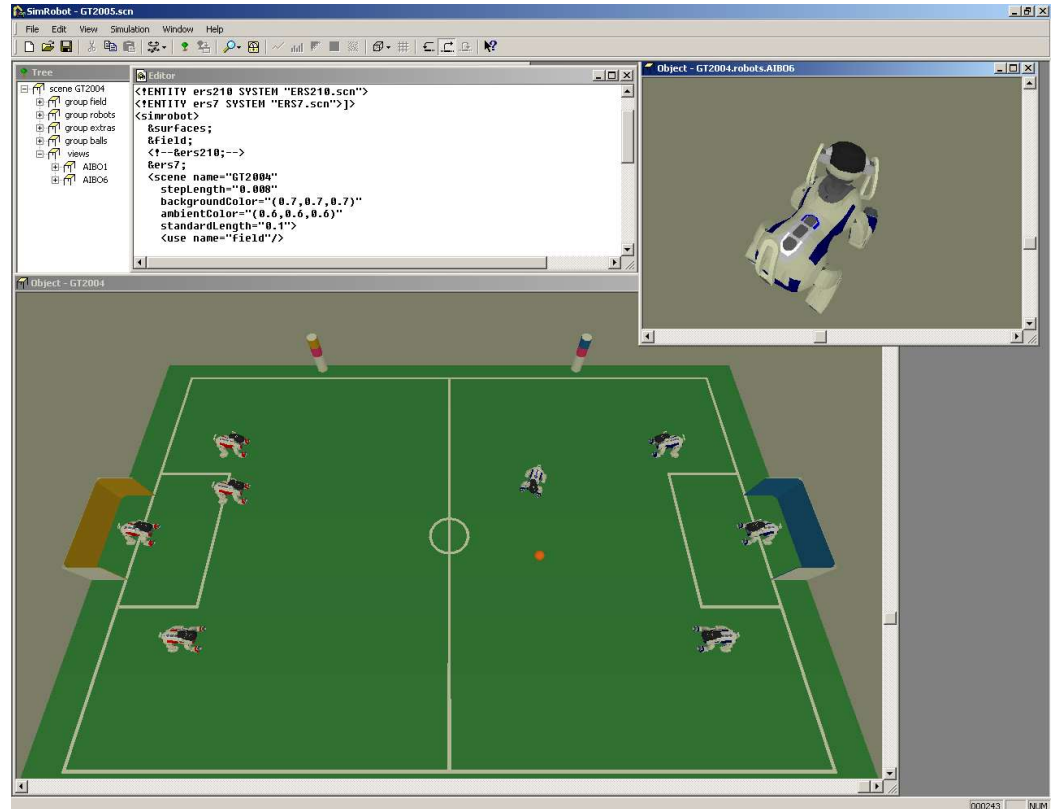 SimRobot - GT2005.scn
File Edit View Simulation Window Help
Tree
scene GT2004
group field
group robots
group extras
group balls
views
AIBO1
AIBO6
Editor
<!ENTITY ers210 SYSTEM "ERS210.scn">
<!ENTITY ers7 SYSTEM "ERS7.scn">]>
<simrobot>
&surfaces;
&field;
<!--&ers210;-->
&ers7;
<scene name="GT2004"
stepLength="0.008"
backgroundColor="(0.7,0.7,0.7)"
ambientColor="(0.6,0.6,0.6)"
standardLength="0.1">
<use name="field"/>
Object - GT2004.robots.AIBO6
Object - GT2004
000243 NUM